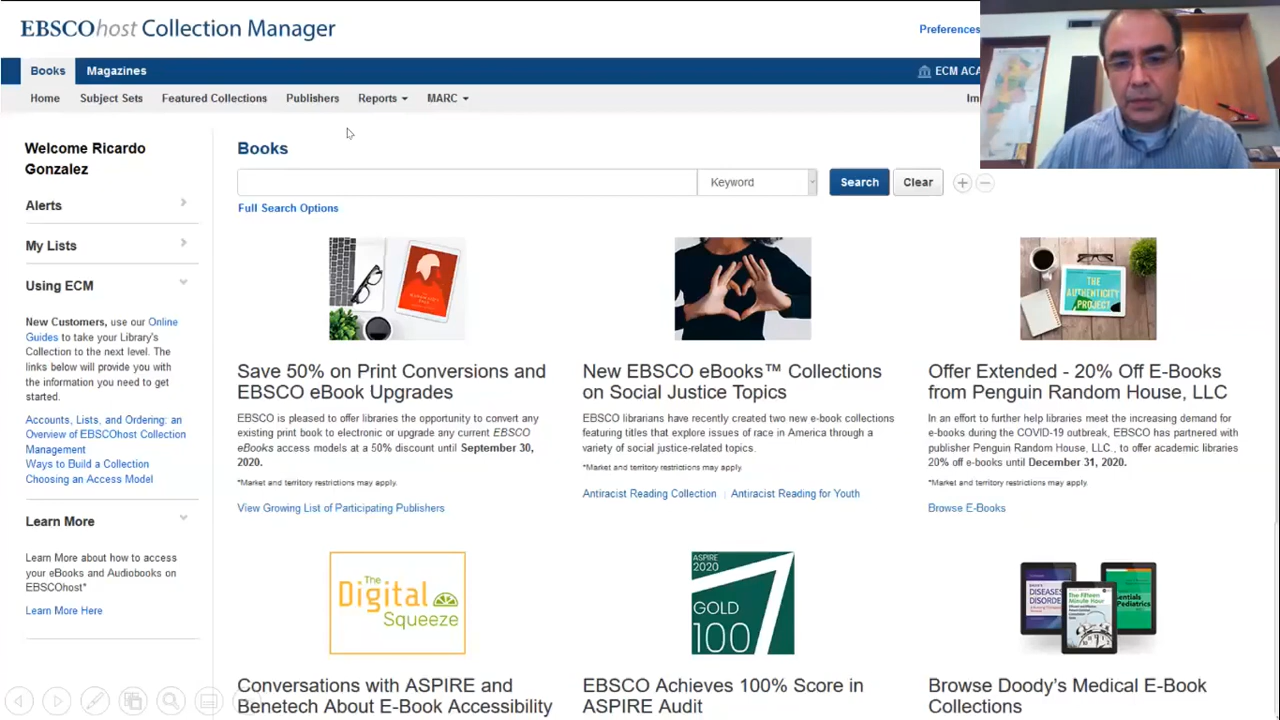 EBSCOhost Collection Manager
Preferences
Books Magazines
ECM ACA
Home Subject Sets Featured Collections Publishers Reports MARC
Im
Welcome Ricardo
Gonzalez
Alerts
My Lists
Using ECM
New Customers, use our Online
Guides to take your Library's
Collection to the next level. The
links below will provide you with
the information you need to get
started.
Accounts, Lists, and Ordering: an
Overview of EBSCOhost Collection
Management
Ways to Build a Collection
Choosing an Access Model
Learn More
Learn More about how to access
your eBooks and Audiobooks on
EBSCOhost*
Learn More Here
Books
Keyword Search Clear
Full Search Options
Save 50% on Print Conversions and
EBSCO eBook Upgrades
EBSCO is pleased to offer libraries the opportunity to convert any
existing print book to electronic or upgrade any current EBSCO
eBooks access models at a 50% discount until September 30,
2020.
*Market and territory restrictions may apply.
View Growing List of Participating Publishers
New EBSCO eBooks™ Collections
on Social Justice Topics
EBSCO librarians have recently created two new e-book collections
featuring titles that explore issues of race in America through a
variety of social justice-related topics.
*Market and territory restrictions may apply.
Antiracist Reading Collection | Antiracist Reading for Youth
THE
AUTHENTICITY
PROJECT
Offer Extended - 20% Off E-Books
from Penguin Random House, LLC
In an effort to further help libraries meet the increasing demand for
e-books during the COVID-19 outbreak, EBSCO has partnered with
publisher Penguin Random House, LLC., to offer academic libraries
20% off e-books until December 31, 2020.
*Market and territory restrictions may apply.
Browse E-Books
The
Digital
Squeeze
Conversations with ASPIRE and
Benetech About E-Book Accessibility
ASPIRE
2020
GOLD
100
EBSCO Achieves 100% Score in
ASPIRE Audit
The Fifteen
Minute Hour
Browse Doody's Medical E-Book
Collections